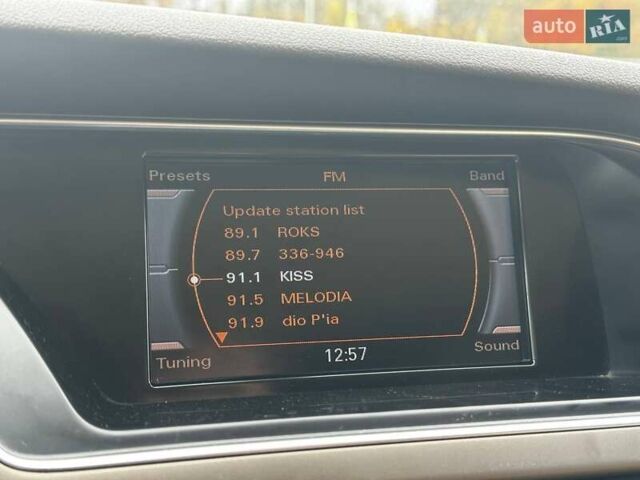 auto RIA.com
Presets FM Band
Update station list
89.1 ROKS
89.7 336-946
91.1 KISS
91.5 MELODIA
91.9 dio P'ia
Tuning 12:57 Sound